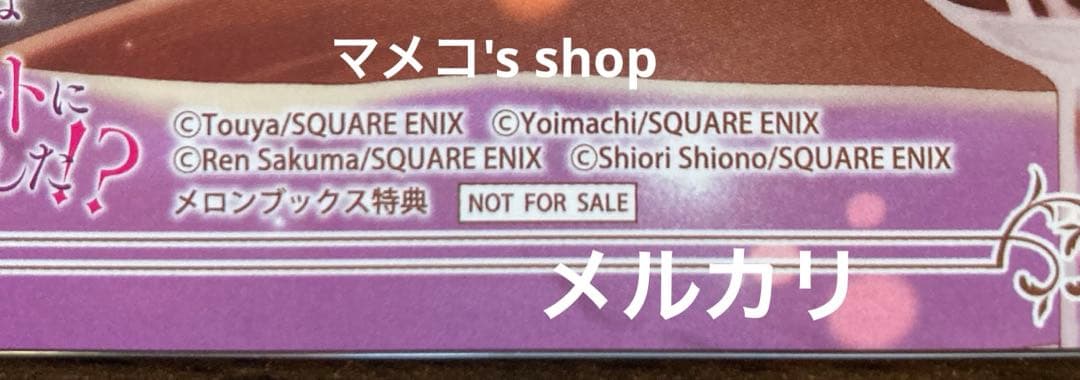 は
マメコ's shop
ートに
した!?
©Touya/SQUARE ENIX ©Yoimachi/SQUARE ENIX
©Ren Sakuma/SQUARE ENIX ©Shiori Shiono/SQUARE ENIX
メロンブックス特典 NOT FOR SALE
メルカリ